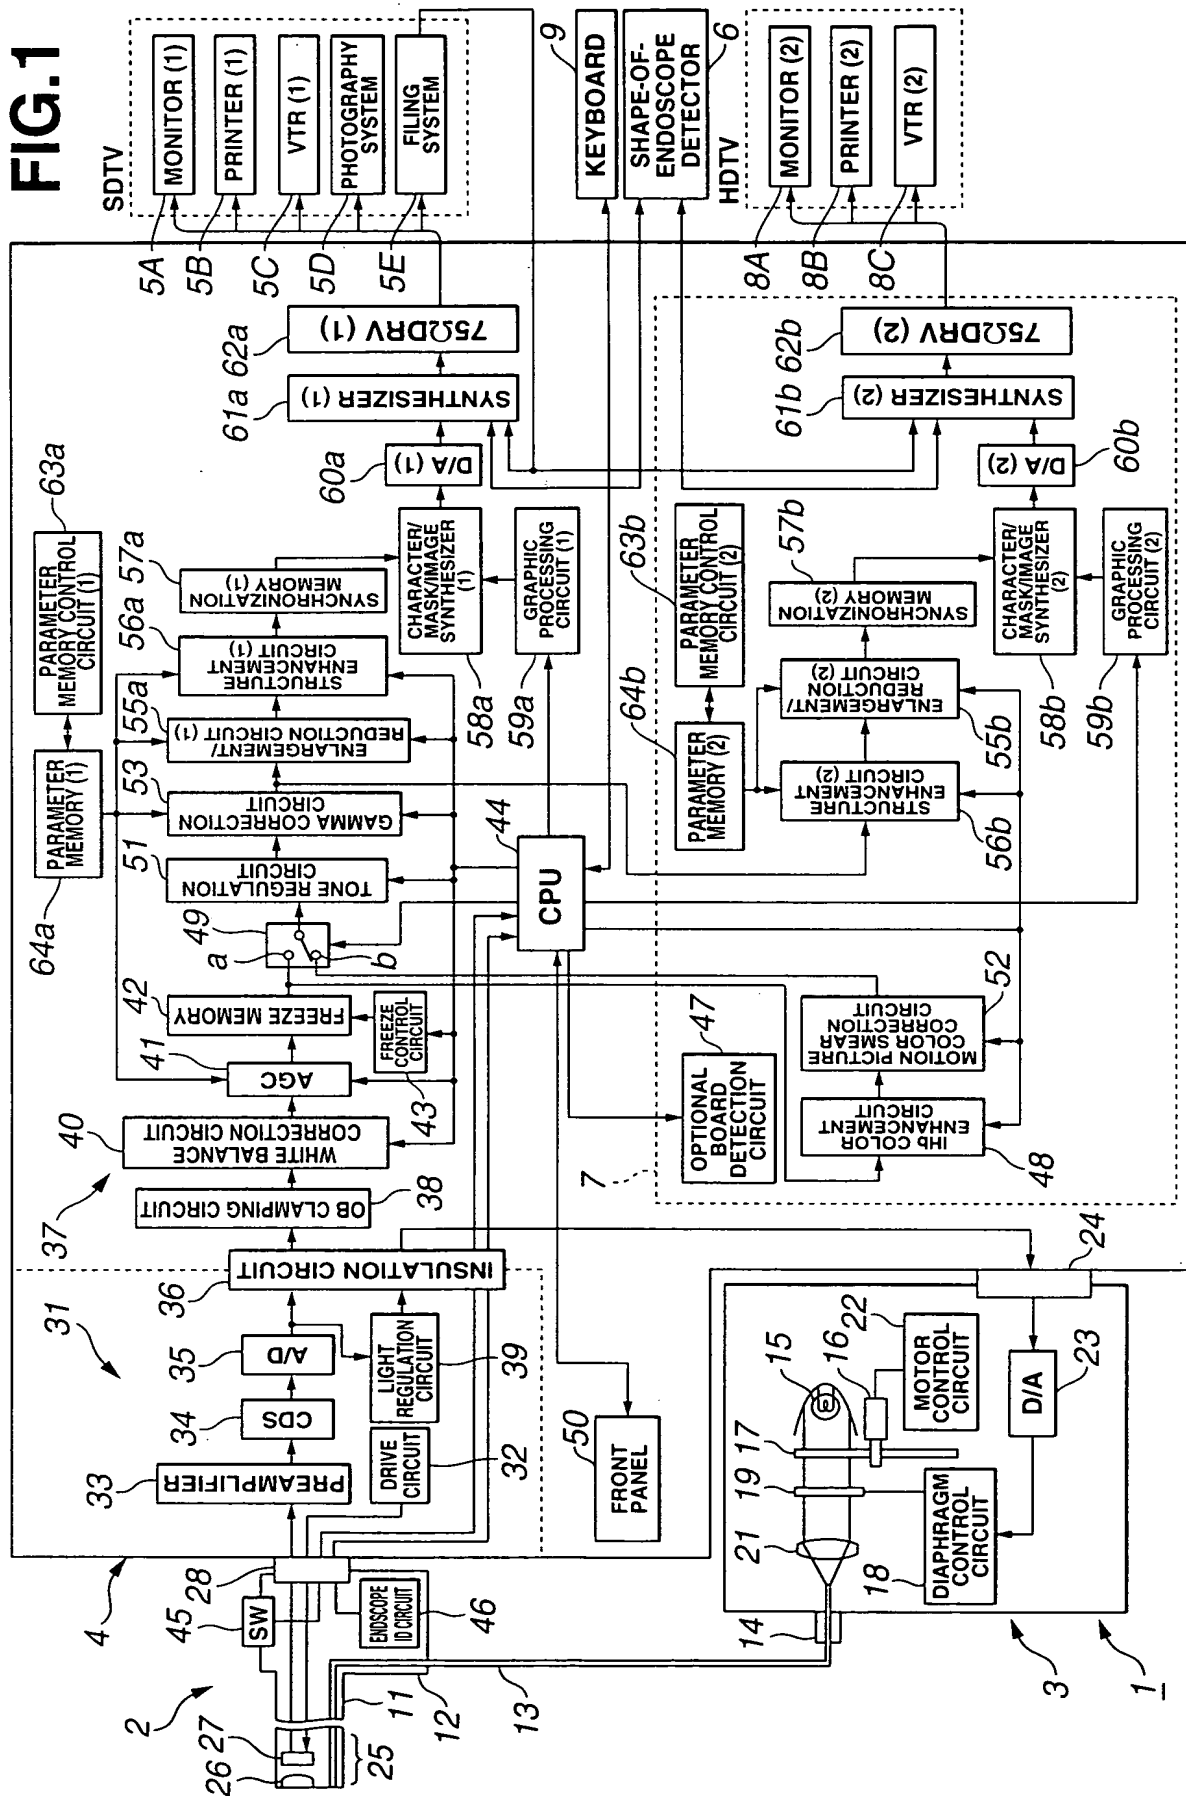 FIG.1
SDTV
5A
MONITOR (1)
5B
PRINTER (1)
5C
VTR (1)
5D
PHOTOGRAPHY
SYSTEM
5E
FILING
SYSTEM
9
KEYBOARD
6
SHAPE-OF-
ENDOSCOPE
DETECTOR
HDTV
8A
MONITOR (2)
8B
PRINTER (2)
8C
VTR (2)
4
31
37
2
45
SW
28
33
PREAMPLIFIER
34
CDS
35
A/D
36
INSULATION CIRCUIT
38
OB CLAMPING CIRCUIT
40
WHITE BALANCE
CORRECTION CIRCUIT
41
AGC
42
FREEZE MEMORY
43
FREEZE
CONTROL
CIRCUIT
49
a
b
51
TONE REGULATION
CIRCUIT
53
GAMMA CORRECTION
CIRCUIT
55a
ENLARGEMENT/
REDUCTION CIRCUIT (1)
56a
STRUCTURE
ENHANCEMENT
CIRCUIT (1)
57a
SYNCHRONIZATION
MEMORY (1)
64a
PARAMETER
MEMORY (1)
63a
PARAMETER
MEMORY CONTROL
CIRCUIT (1)
58a
CHARACTER/
MASK/IMAGE
SYNTHESIZER
(1)
59a
GRAPHIC
PROCESSING
CIRCUIT (1)
60a
D/A (1)
61a
SYNTHESIZER (1)
62a
75ΩDRV (1)
32
DRIVE
CIRCUIT
39
LIGHT
REGULATION
CIRCUIT
46
ENDSCOPE
ID CIRCUIT
26
27
25
11
12
13
44
CPU
50
FRONT
PANEL
7
47
OPTIONAL
BOARD
DETECTION
CIRCUIT
48
IHb COLOR
ENHANCEMENT
CIRCUIT
52
MOTION PICTURE
COLOR SMEAR
CORRECTION
CIRCUIT
64b
PARAMETER
MEMORY (2)
63b
PARAMETER
MEMORY CONTROL
CIRCUIT (2)
56b
STRUCTURE
ENHANCEMENT
CIRCUIT (2)
55b
ENLARGEMENT/
REDUCTION
CIRCUIT (2)
57b
SYNCHRONIZATION
MEMORY (2)
58b
CHARACTER/
MASK/IMAGE
SYNTHESIZER
(2)
59b
GRAPHIC
PROCESSING
CIRCUIT (2)
60b
D/A (2)
61b
SYNTHESIZER (2)
62b
75ΩDRV (2)
14
21
19
17
16
15
18
DIAPHRAGM
CONTROL
CIRCUIT
22
MOTOR
CONTROL
CIRCUIT
23
D/A
24
3
1